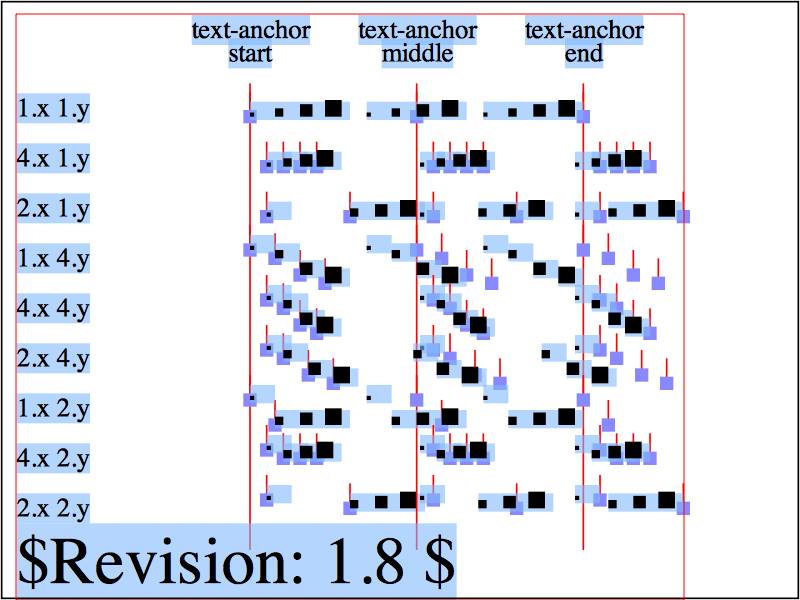 text-anchor text-anchor text-anchor
start middle end
1.x 1.y
4.x 1.y
2.x 1.y
1.x 4.y
4.x 4.y
2.x 4.y
1.x 2.y
4.x 2.y
2.x 2.y
$Revision: 1.8 $